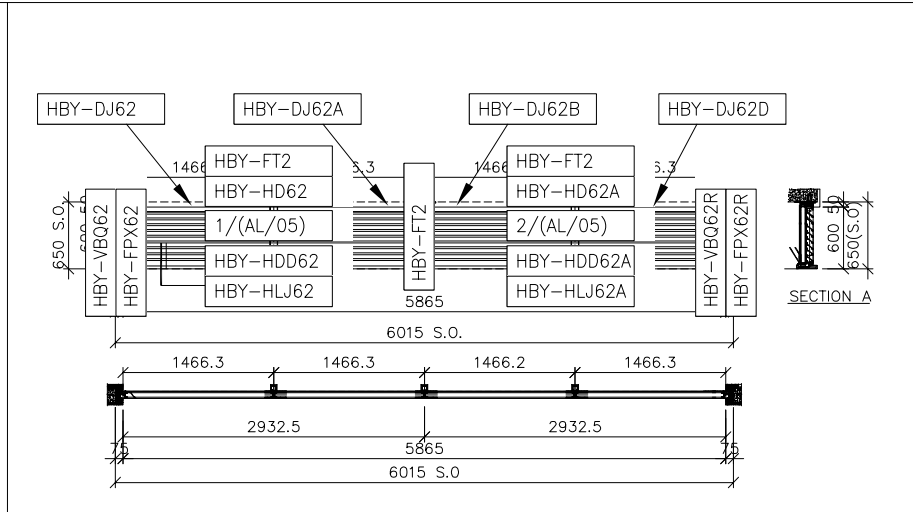 HBY-DJ62
HBY-DJ62A
HBY-DJ62B
HBY-DJ62D
HBY-FT2
HBY-FT2
HBY-HD62
HBY-HD62A
1/(AL/05)
2/(AL/05)
HBY-HDD62
HBY-HDD62A
HBY-HLJ62
HBY-HLJ62A
HBY-VBQ62
HBY-FPX62
HBY-FT2
HBY-VBQ62R
HBY-FPX62R
650 S.O.
5865
6015 S.O.
600
50
650(S.O)
SECTION A
1466.3
1466.3
1466.2
1466.3
2932.5
2932.5
75
5865
75
6015 S.O